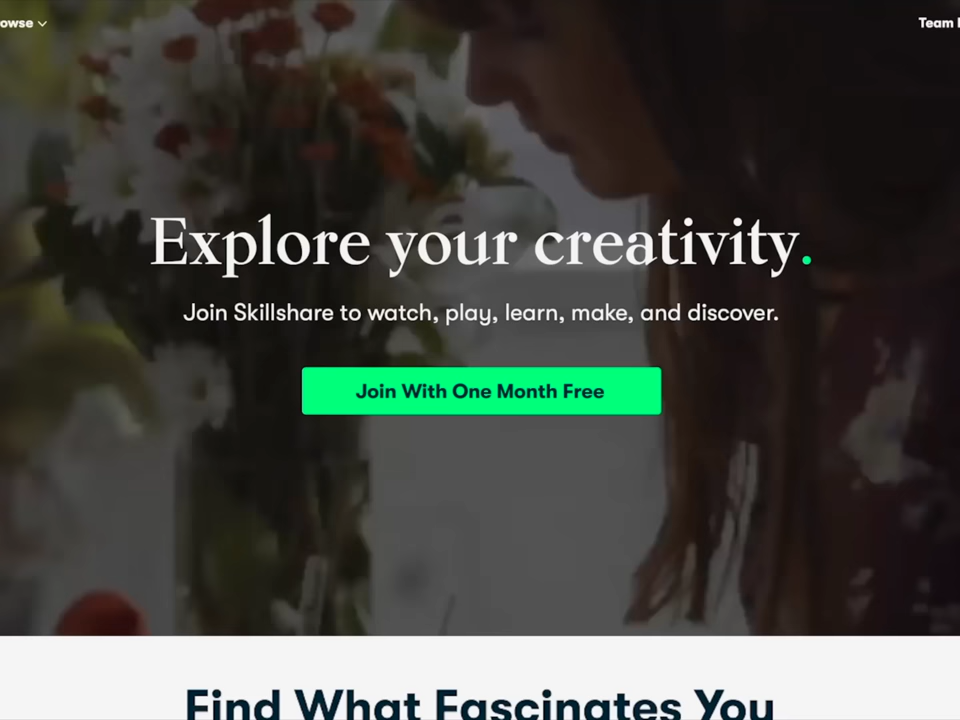 Explore your creativity.
Join Skillshare to watch, play, learn, make, and discover.
Join With One Month Free
Find What Fascinates You
Team